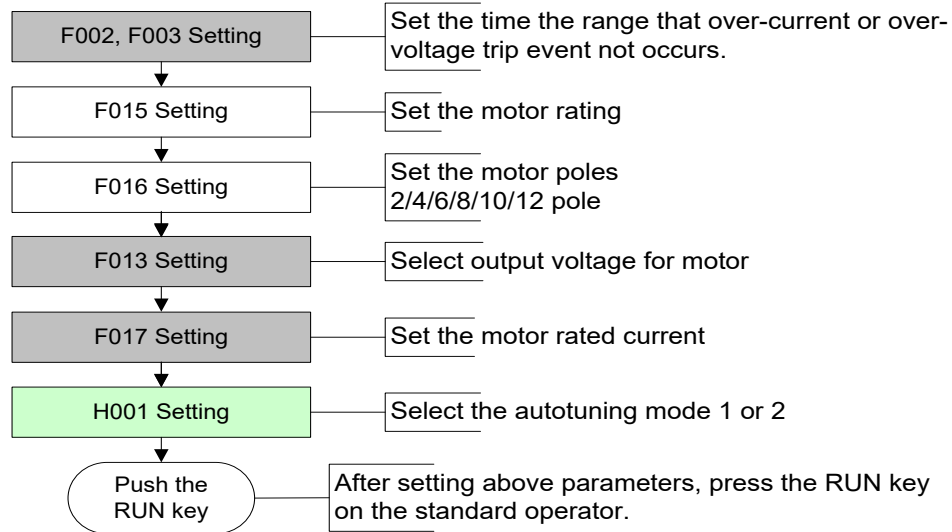 F002, F003 Setting
Set the time the range that over-current or over-
voltage trip event not occurs.
F015 Setting
Set the motor rating
F016 Setting
Set the motor poles
2/4/6/8/10/12 pole
F013 Setting
Select output voltage for motor
F017 Setting
Set the motor rated current
H001 Setting
Select the autotuning mode 1 or 2
Push the
RUN key
After setting above parameters, press the RUN key
on the standard operator.